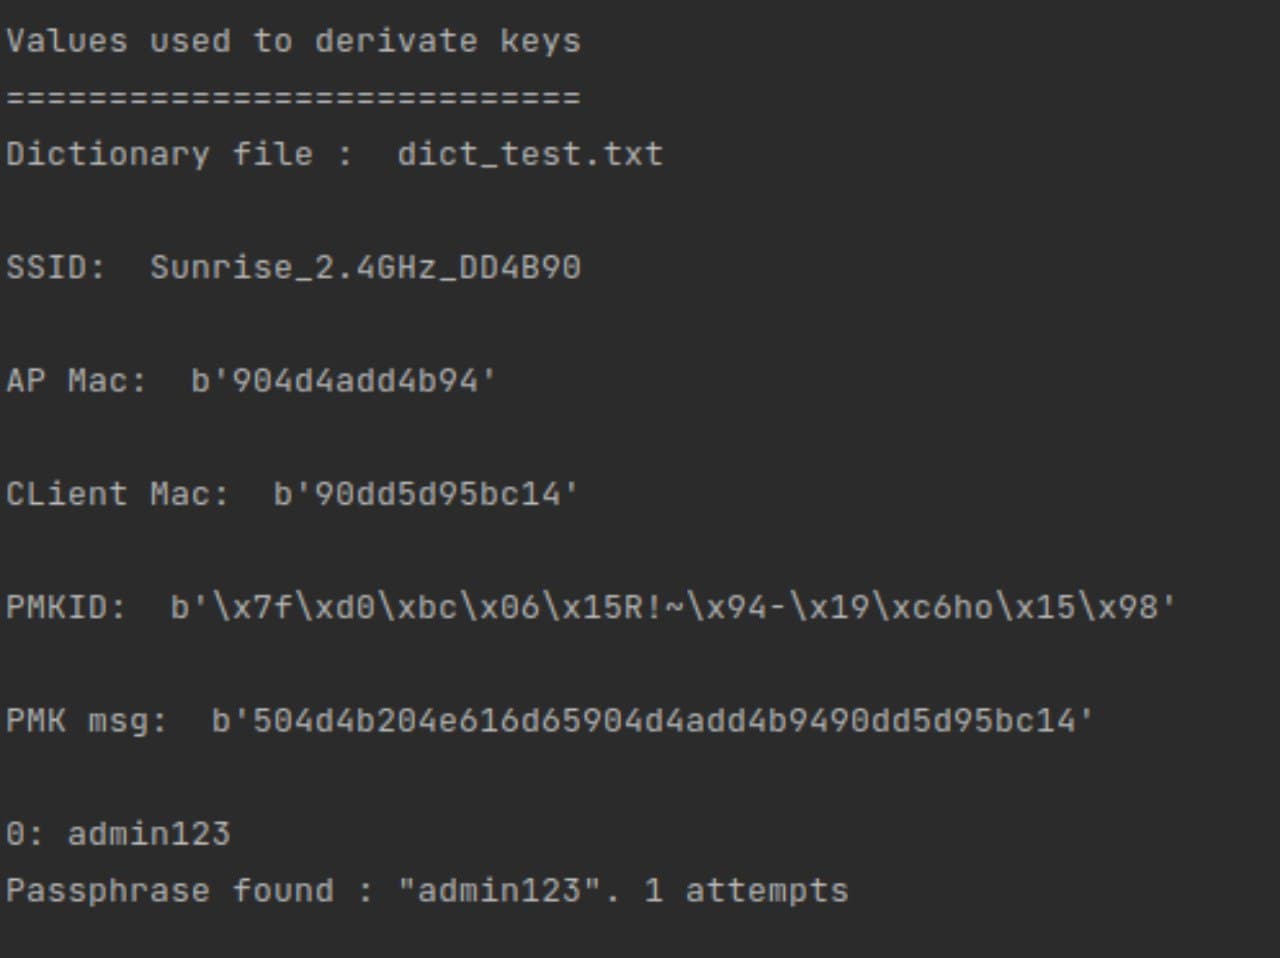 Values used to derivate keys
============================
Dictionary file :  dict_test.txt
SSID:  Sunrise_2.4GHz_DD4B90
AP Mac:  b'904d4add4b94'
CLient Mac:  b'90dd5d95bc14'
PMKID:  b'\x7f\xd0\xbc\x06\x15R!~\x94-\x19\xc6ho\x15\x98'
PMK msg:  b'504d4b204e616d65904d4add4b9490dd5d95bc14'
0: admin123
Passphrase found : "admin123". 1 attempts